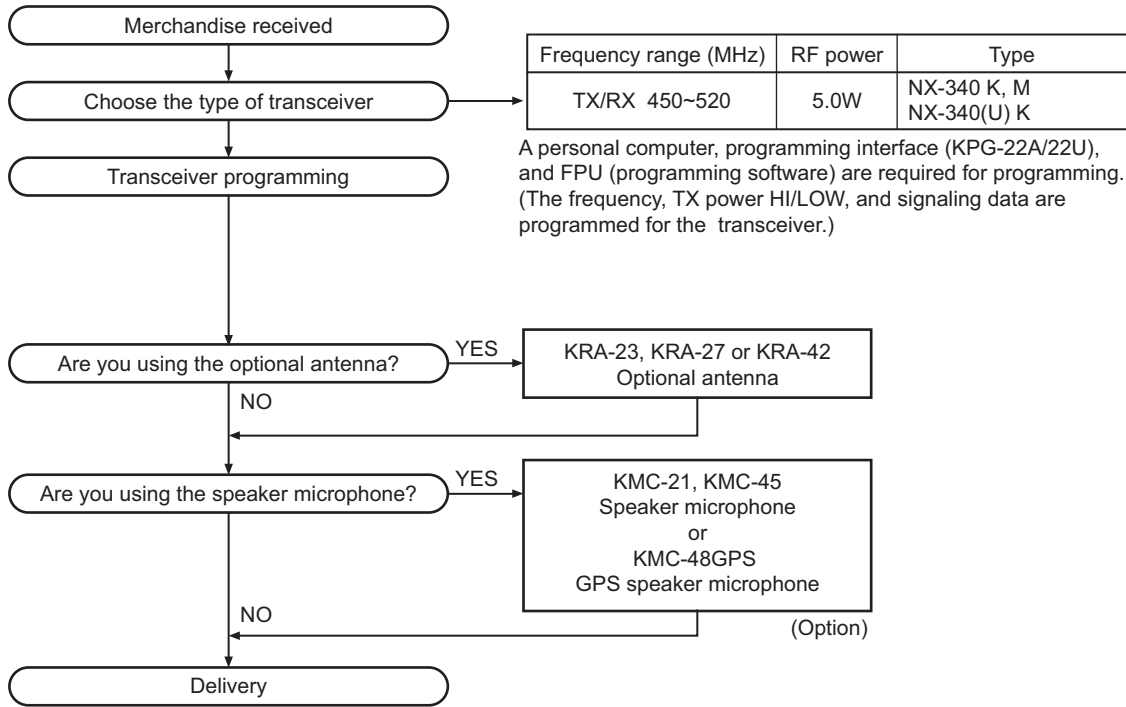 Merchandise received
Choose the type of transceiver
Frequency range (MHz) RF power Type
TX/RX 450~520 5.0W NX-340 K, M
NX-340(U) K
Transceiver programming
A personal computer, programming interface (KPG-22A/22U),
and FPU (programming software) are required for programming.
(The frequency, TX power HI/LOW, and signaling data are
programmed for the transceiver.)
Are you using the optional antenna?
YES
KRA-23, KRA-27 or KRA-42
Optional antenna
NO
Are you using the speaker microphone?
YES
KMC-21, KMC-45
Speaker microphone
or
KMC-48GPS
GPS speaker microphone
(Option)
NO
Delivery